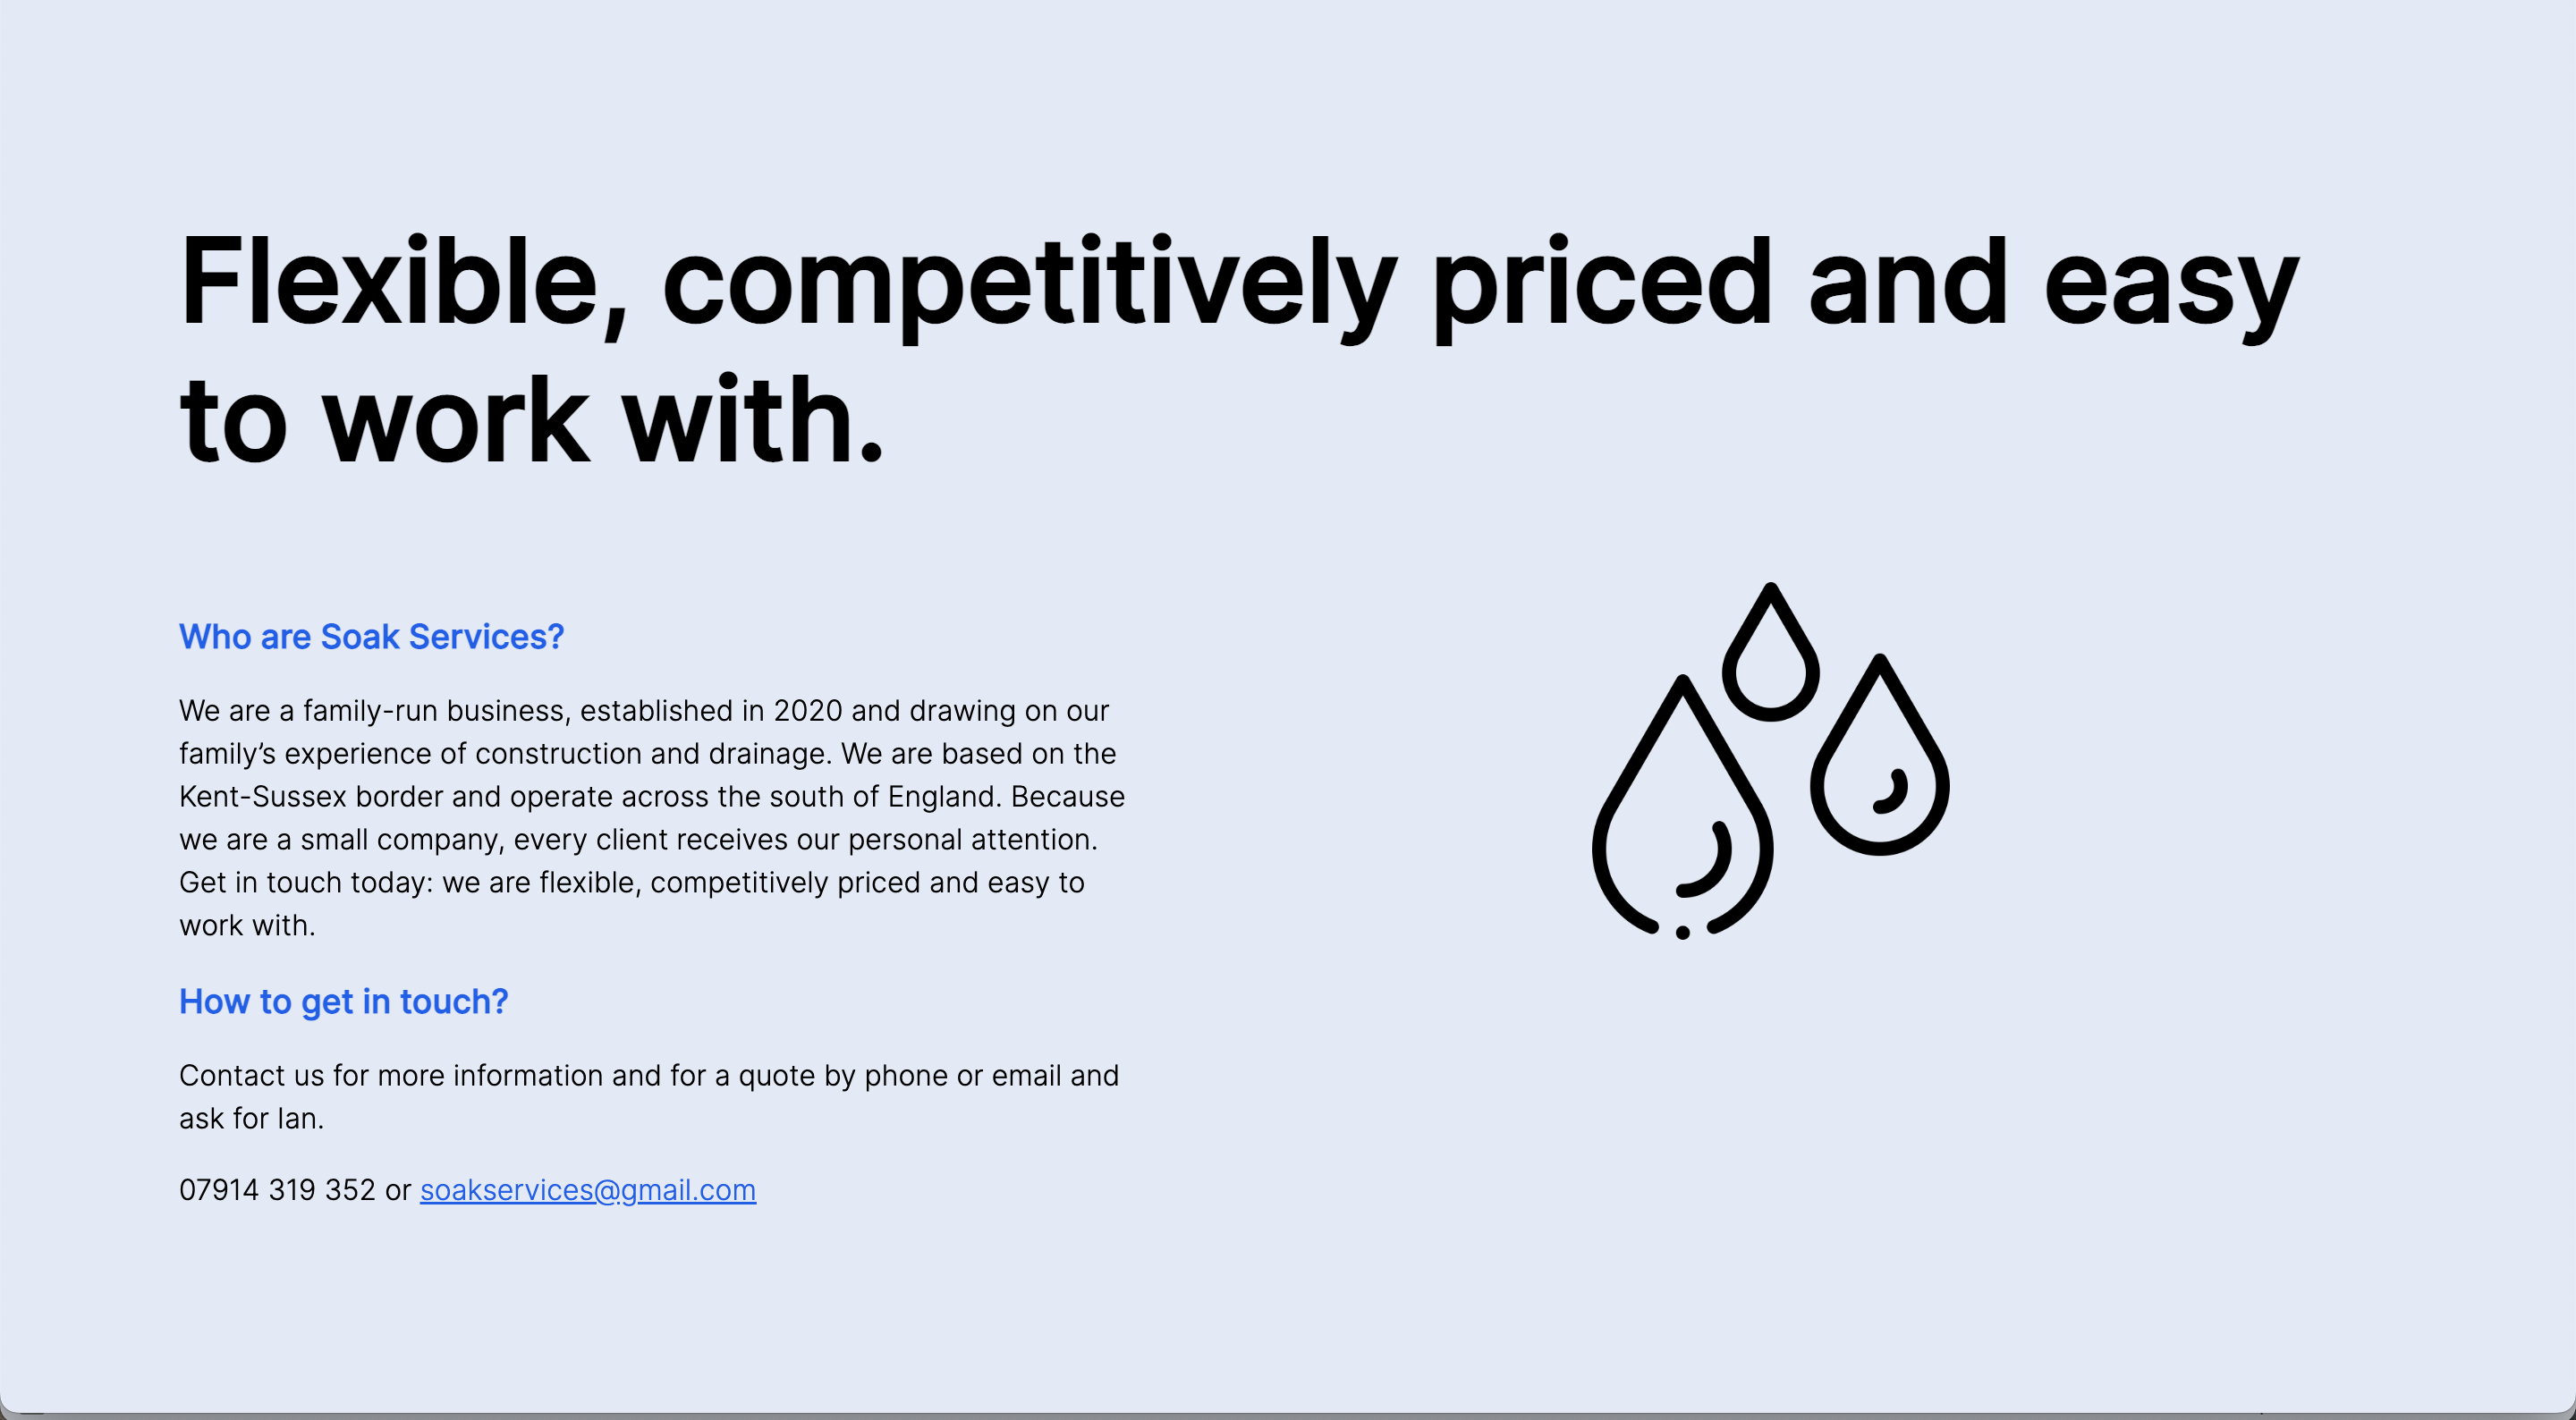 Flexible, competitively priced and easy
to work with.
Who are Soak Services?
We are a family-run business, established in 2020 and drawing on our
family’s experience of construction and drainage. We are based on the
Kent-Sussex border and operate across the south of England. Because
we are a small company, every client receives our personal attention.
Get in touch today: we are flexible, competitively priced and easy to
work with.
How to get in touch?
Contact us for more information and for a quote by phone or email and
ask for Ian.
07914 319 352 or soakservices@gmail.com